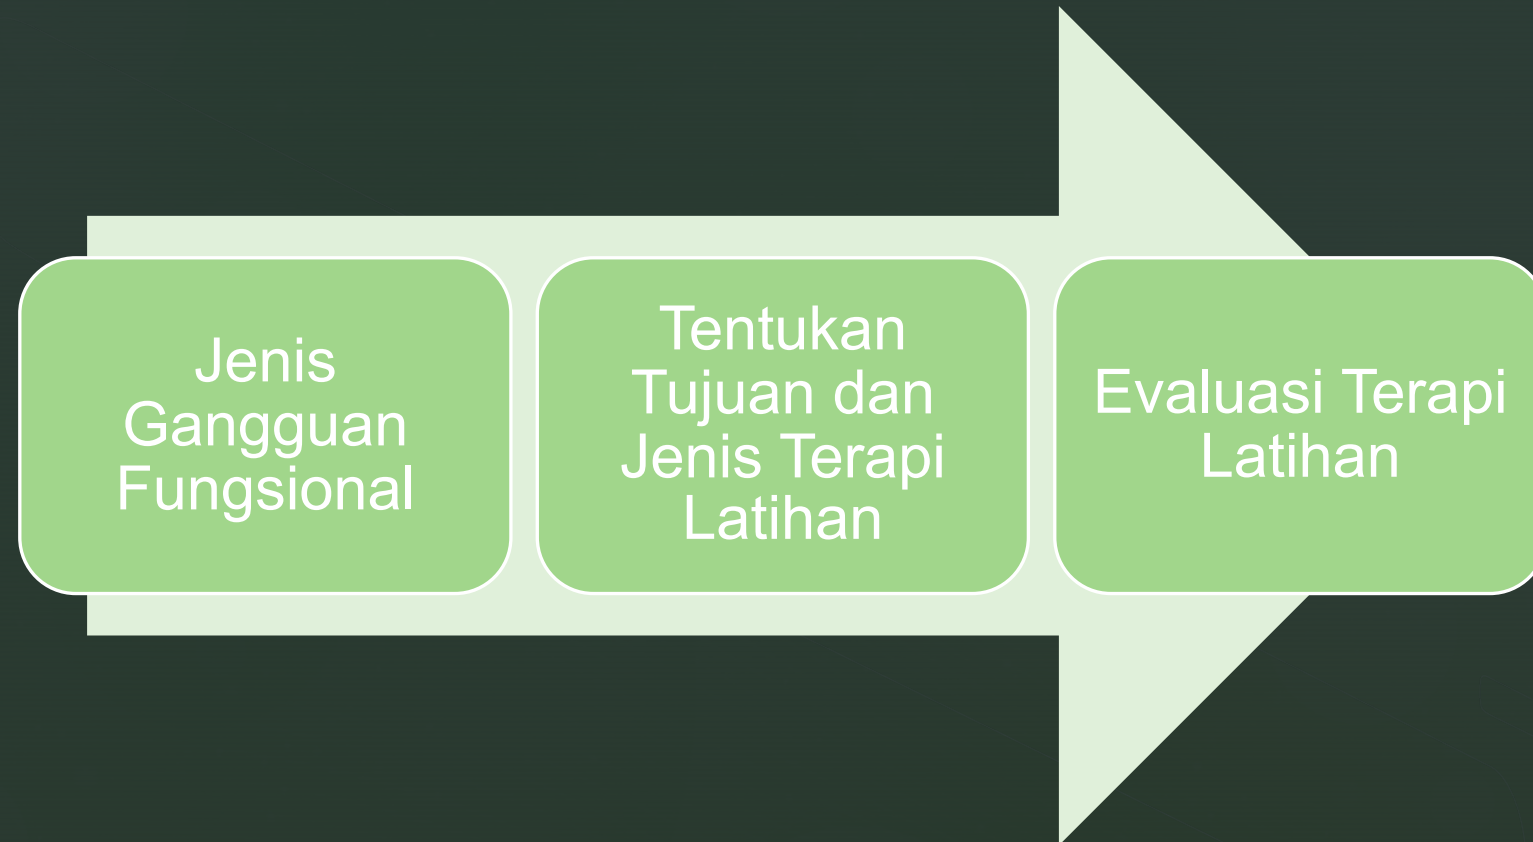 Jenis
Gangguan
Fungsional
Tentukan
Tujuan dan
Jenis Terapi
Latihan
Evaluasi Terapi
Latihan